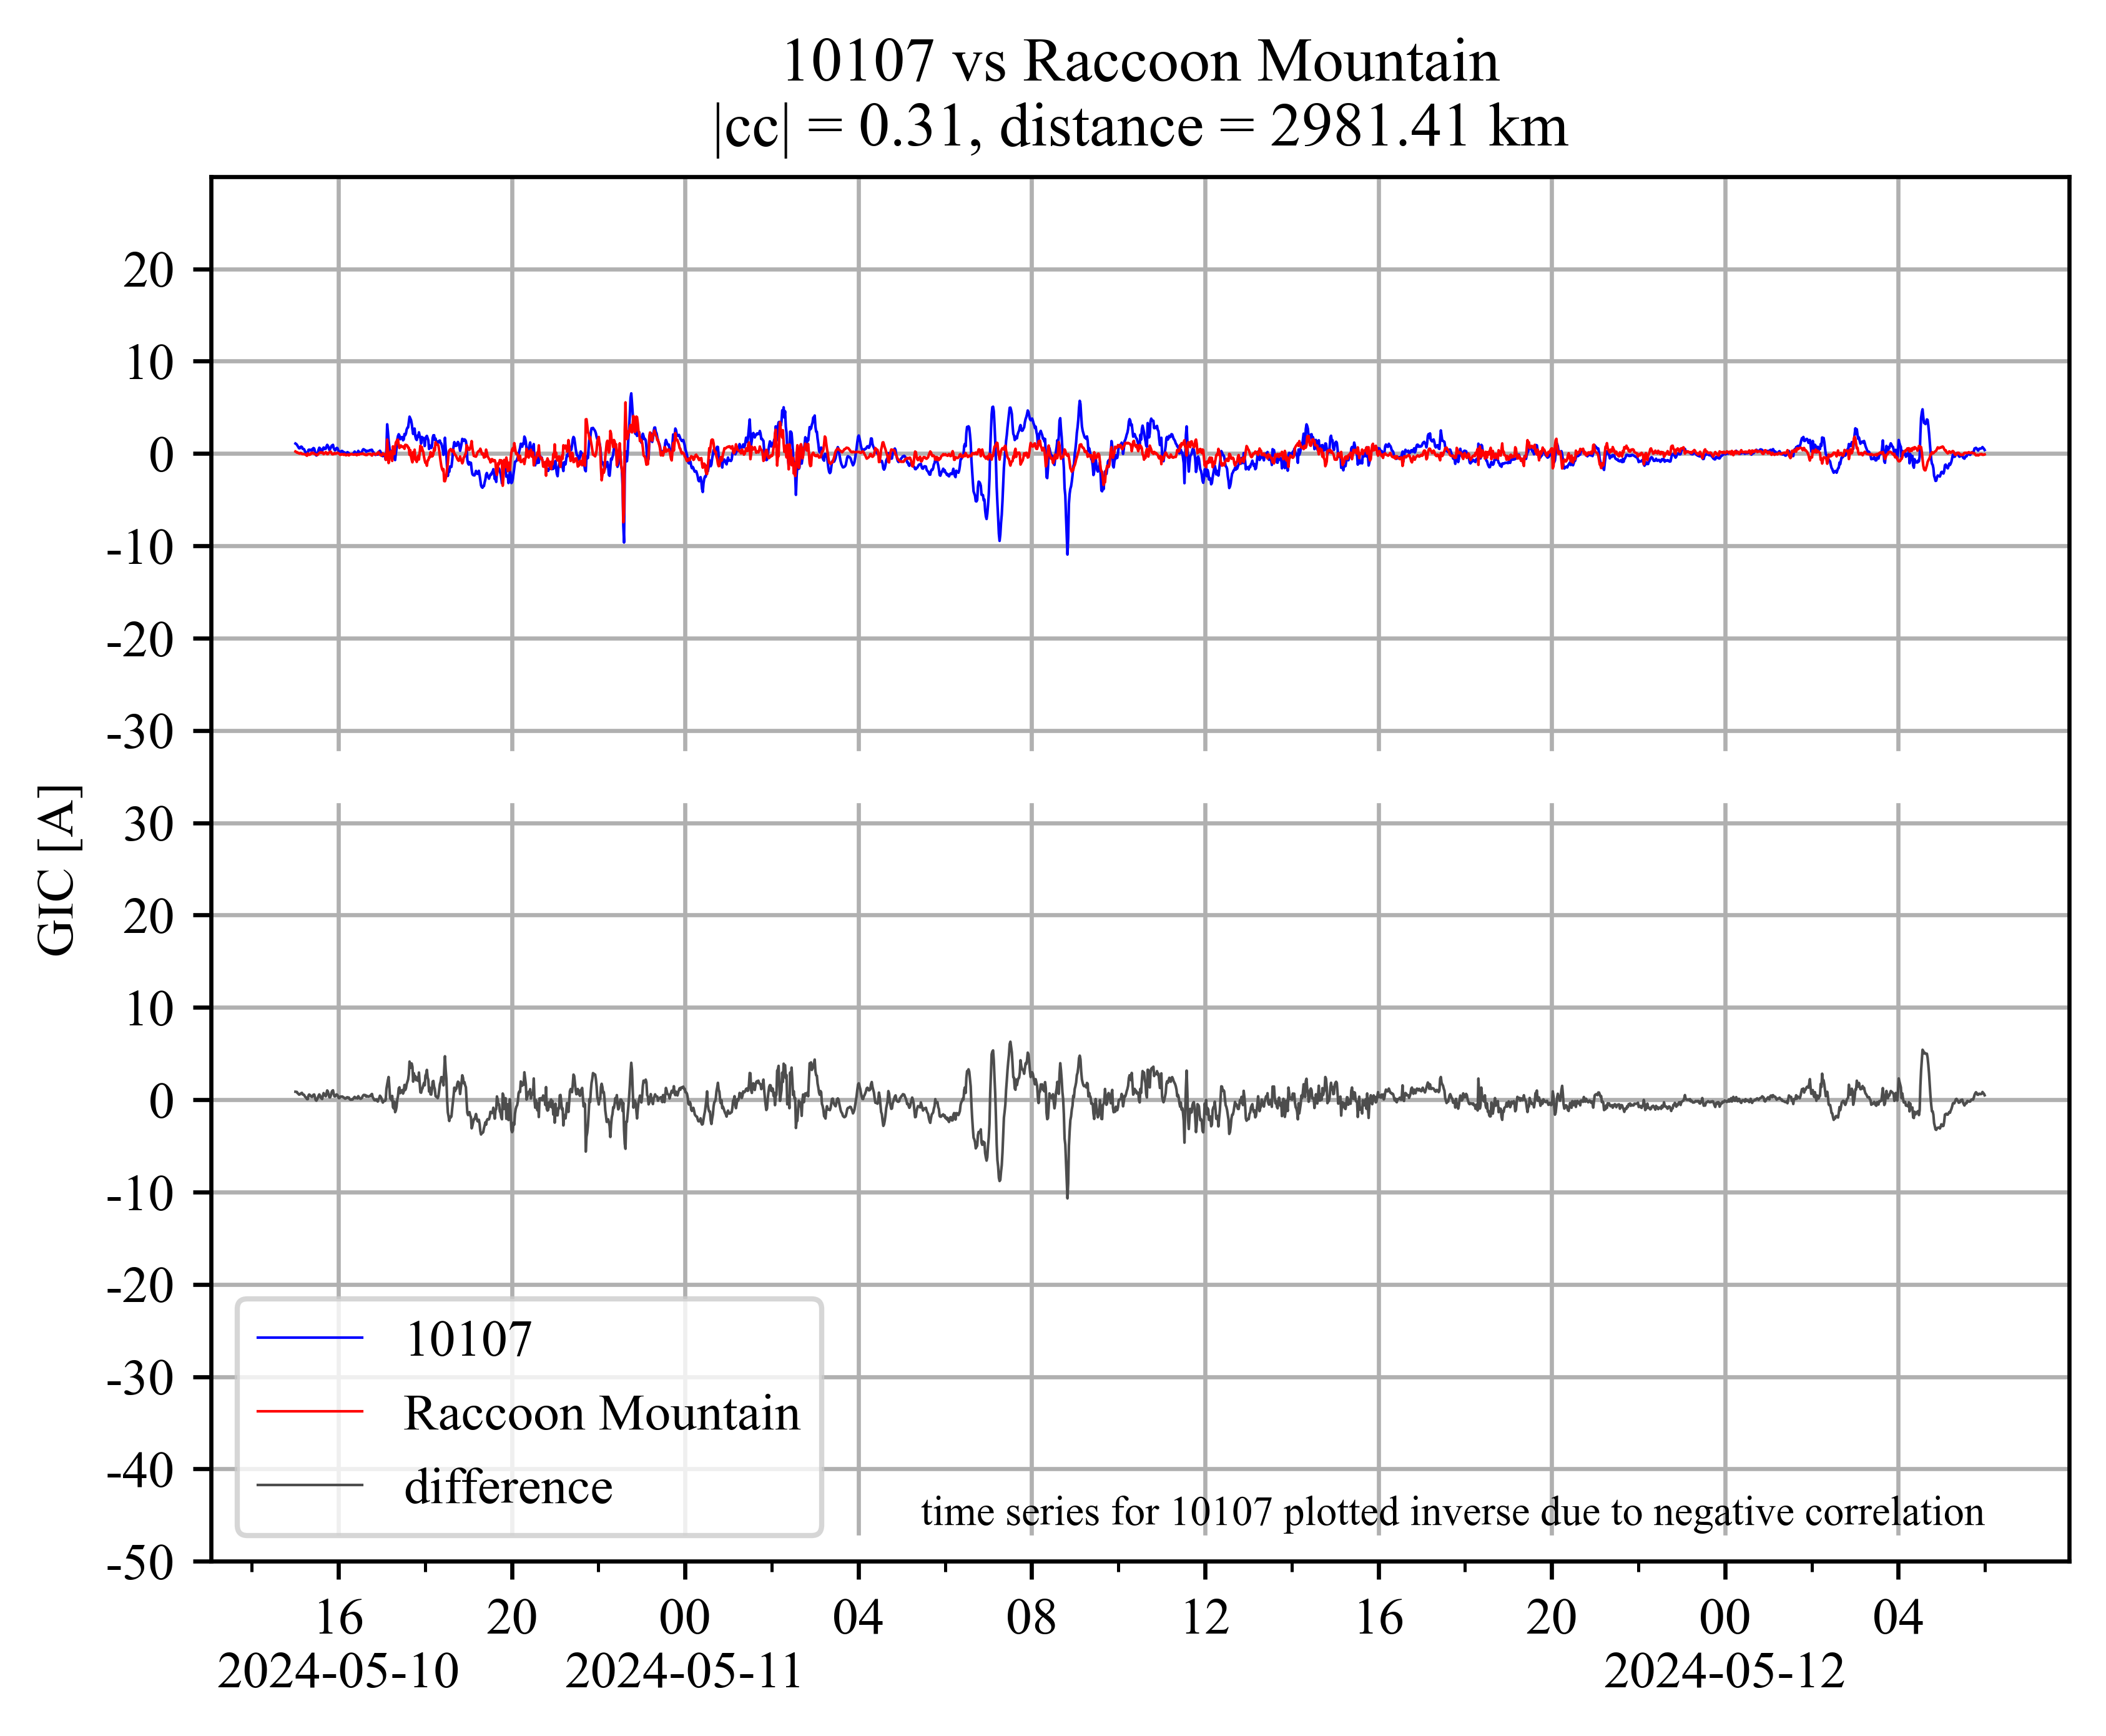 10107 vs Raccoon Mountain
|cc| = 0.31, distance = 2981.41 km
GIC [A]
20
10
0
-10
-20
-30
30
20
10
0
-10
-20
-30
-40
-50
10107
Raccoon Mountain
difference
time series for 10107 plotted inverse due to negative correlation
16 20 00 04 08 12 16 20 00 04
2024-05-10 2024-05-11 2024-05-12